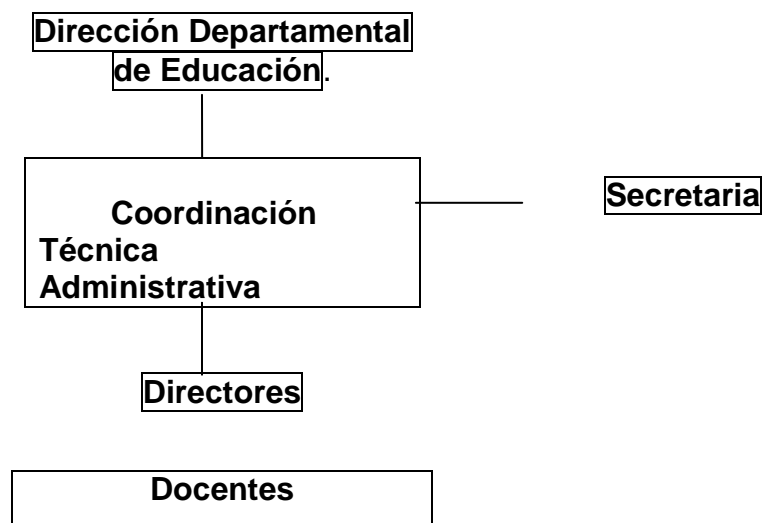 Dirección Departamental
de Educación.
Coordinación
Técnica
Administrativa
Secretaria
Directores
Docentes